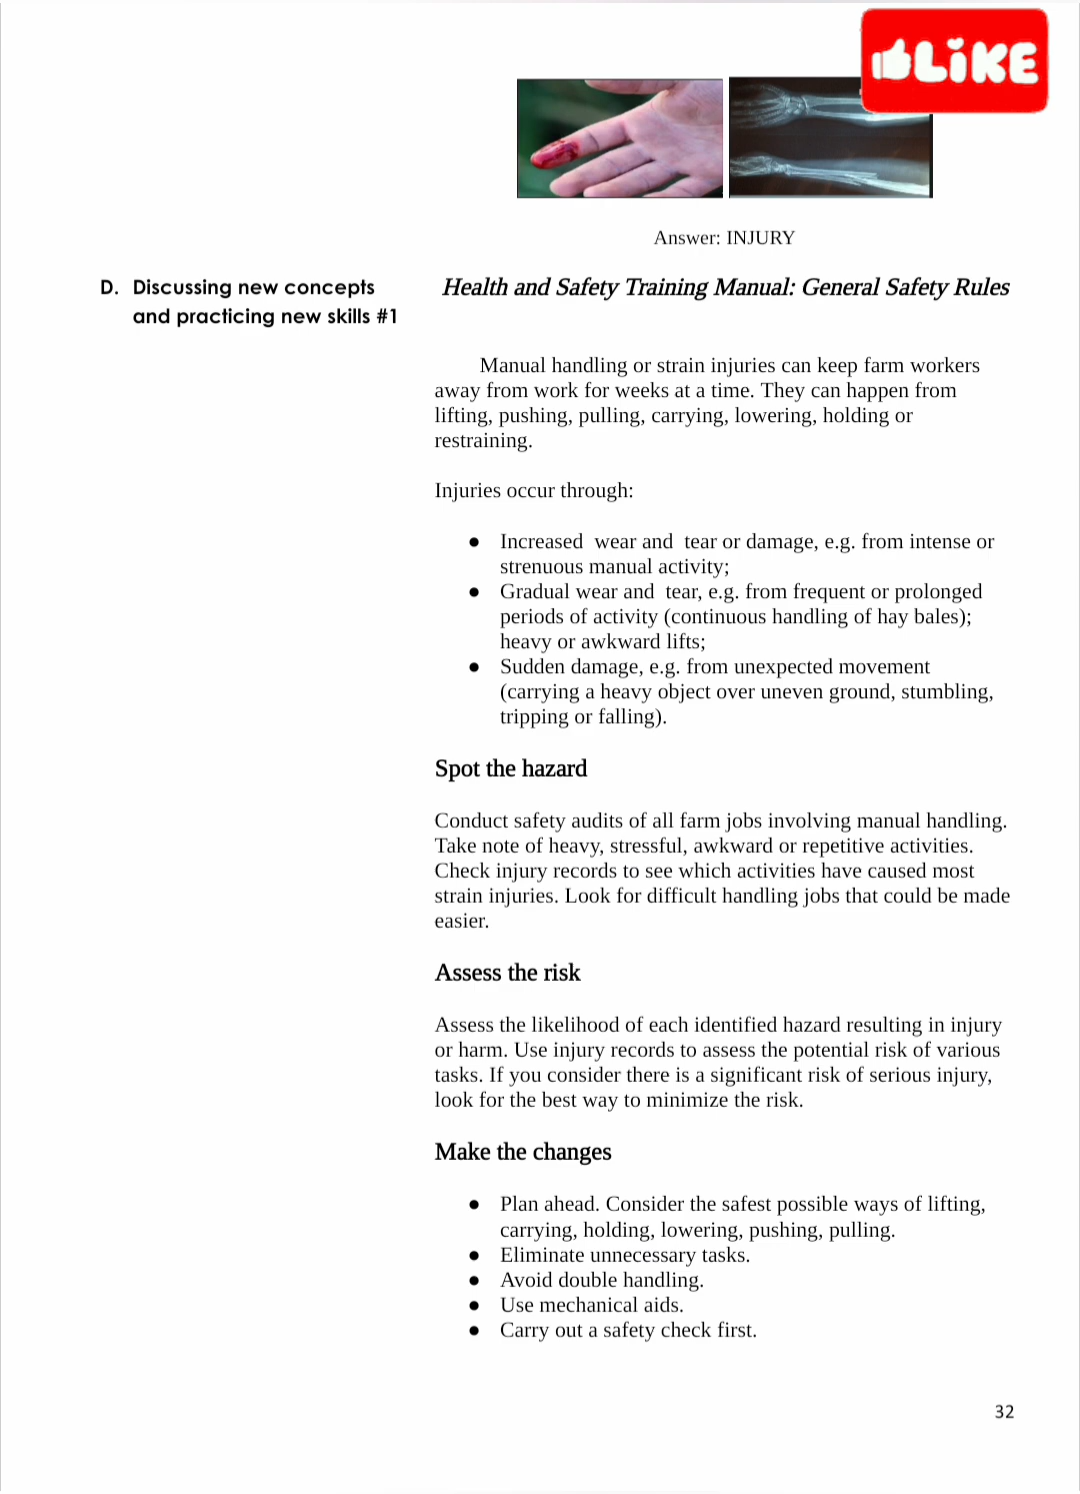 LiKE
Answer: INJURY
D. Discussing new concepts
and practicing new skills #1
Health and Safety Training Manual: General Safety Rules
Manual handling or strain injuries can keep farm workers
away from work for weeks at a time. They can happen from
lifting, pushing, pulling, carrying, lowering, holding or
restraining.
Injuries occur through:
● Increased  wear and  tear or damage, e.g. from intense or
strenuous manual activity;
● Gradual wear and  tear, e.g. from frequent or prolonged
periods of activity (continuous handling of hay bales);
heavy or awkward lifts;
● Sudden damage, e.g. from unexpected movement
(carrying a heavy object over uneven ground, stumbling,
tripping or falling).
Spot the hazard
Conduct safety audits of all farm jobs involving manual handling.
Take note of heavy, stressful, awkward or repetitive activities.
Check injury records to see which activities have caused most
strain injuries. Look for difficult handling jobs that could be made
easier.
Assess the risk
Assess the likelihood of each identified hazard resulting in injury
or harm. Use injury records to assess the potential risk of various
tasks. If you consider there is a significant risk of serious injury,
look for the best way to minimize the risk.
Make the changes
● Plan ahead. Consider the safest possible ways of lifting,
carrying, holding, lowering, pushing, pulling.
● Eliminate unnecessary tasks.
● Avoid double handling.
● Use mechanical aids.
● Carry out a safety check first.
32